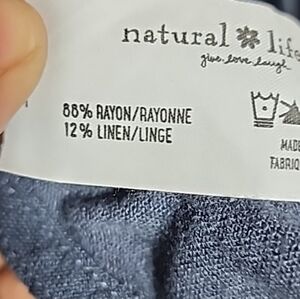 natural life
give. love. laugh
88% RAYON/RAYONNE
12% LINEN/LINGE
MADE
FABRIQ